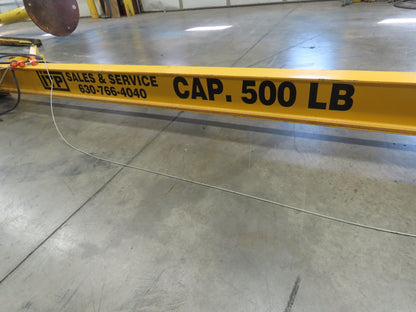 SALES & SERVICE
630-766-4040
CAP. 500 LB